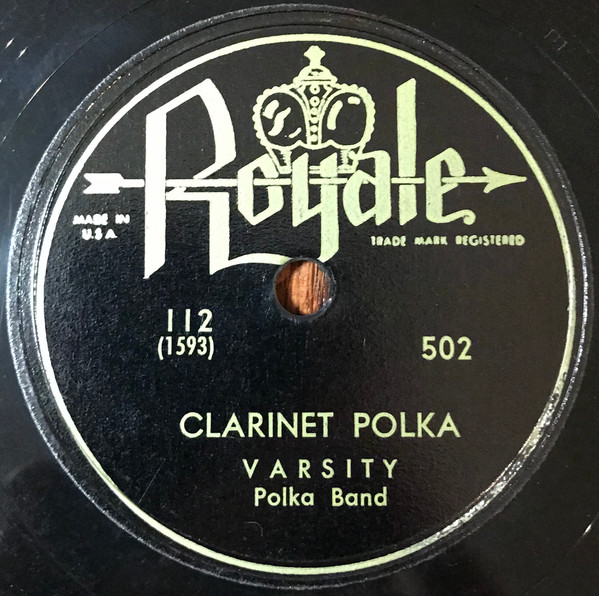 Royale
MADE IN
U.S.A.
TRADE MARK REGISTERED
112
(1593)
502
CLARINET POLKA
VARSITY
Polka Band